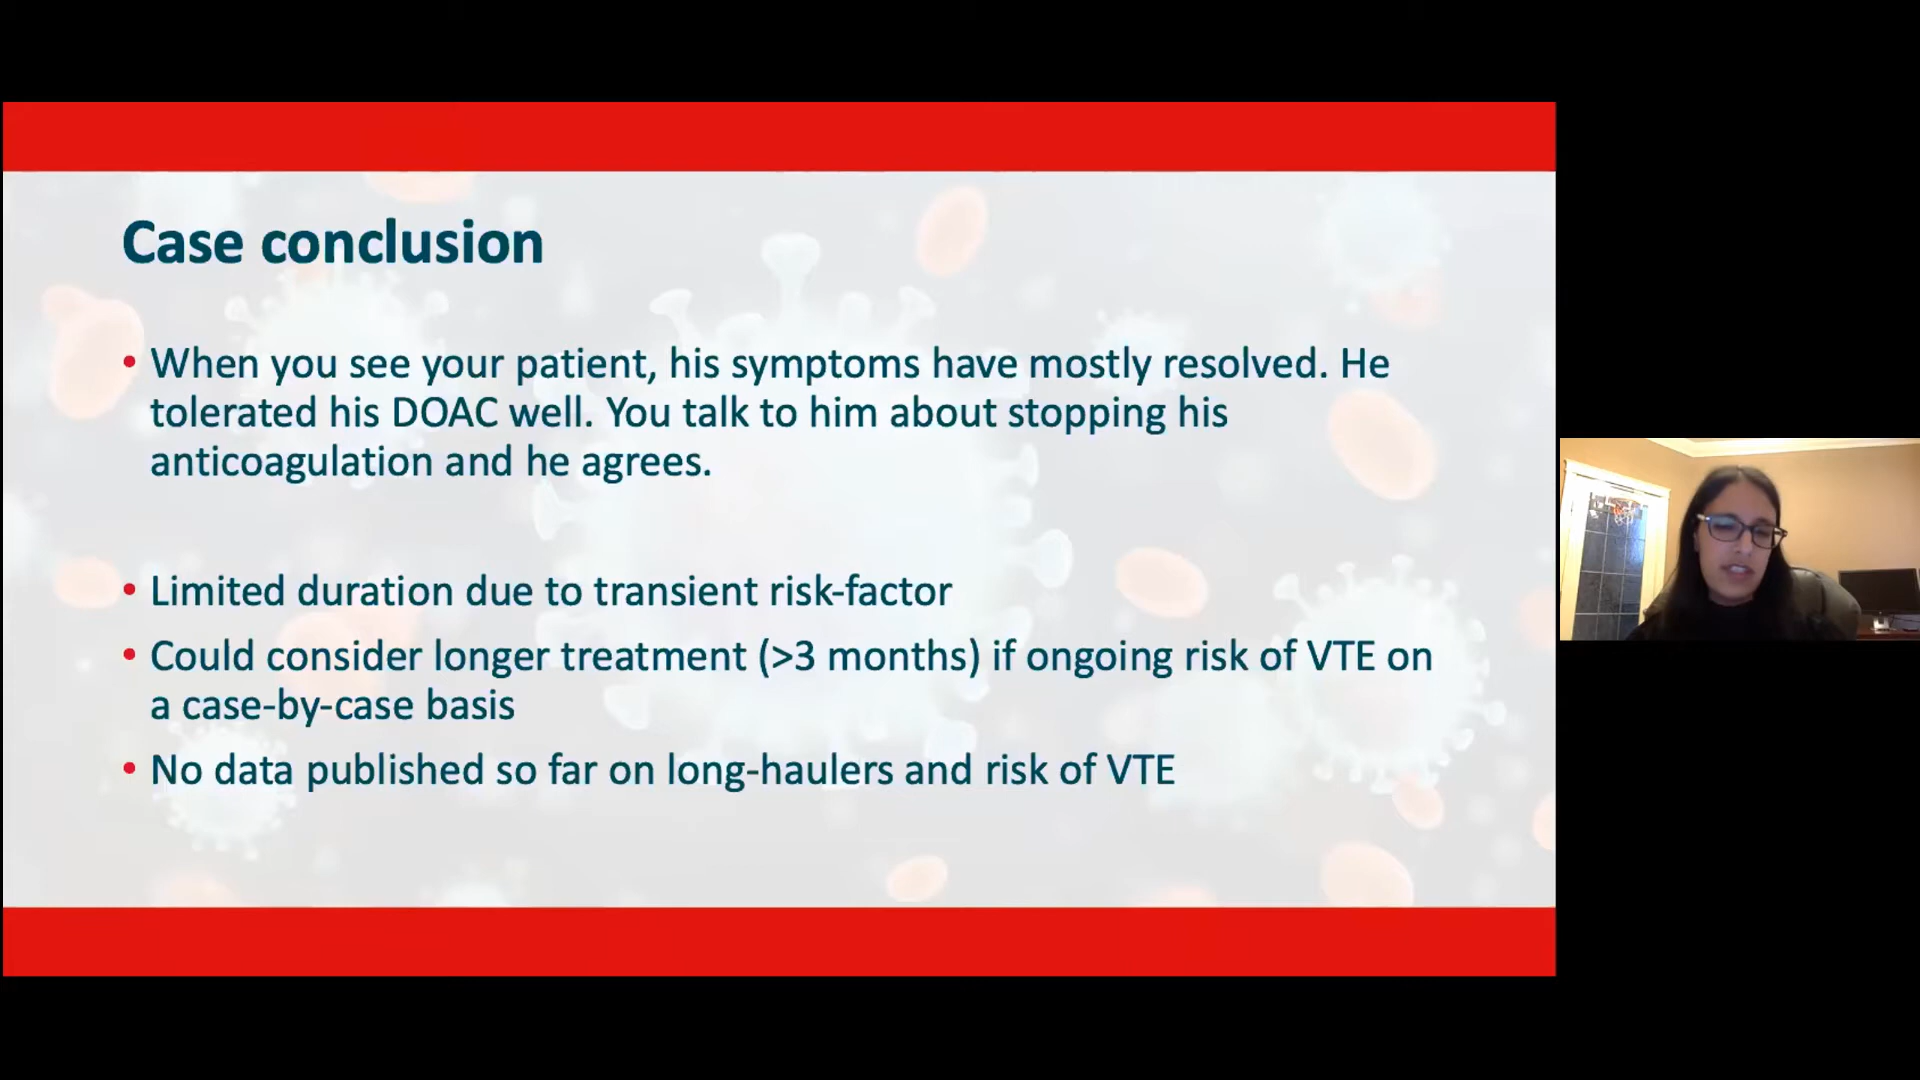 Case conclusion
• When you see your patient, his symptoms have mostly resolved. He
tolerated his DOAC well. You talk to him about stopping his
anticoagulation and he agrees.
• Limited duration due to transient risk-factor
• Could consider longer treatment (>3 months) if ongoing risk of VTE on
a case-by-case basis
• No data published so far on long-haulers and risk of VTE